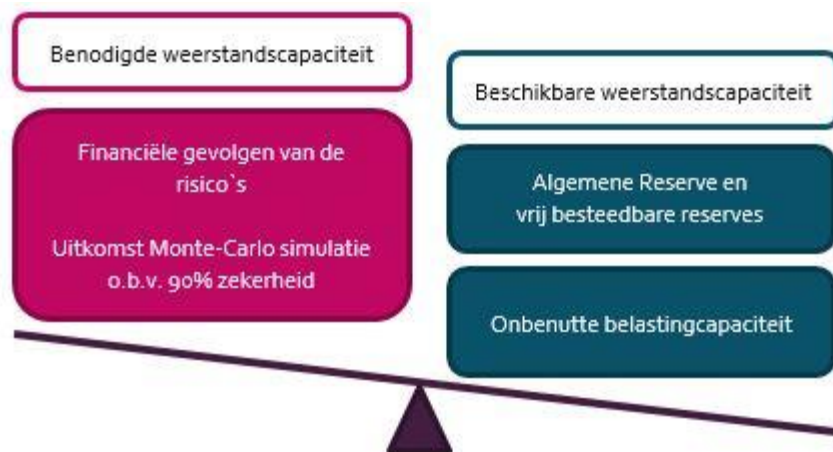 Benodigde weerstandscapaciteit
Financiële gevolgen van de
risico`s
Uitkomst Monte-Carlo simulatie
o.b.v. 90% zekerheid
Beschikbare weerstandscapaciteit
Algemene Reserve en
vrij besteedbare reserves
Onbenutte belastingcapaciteit